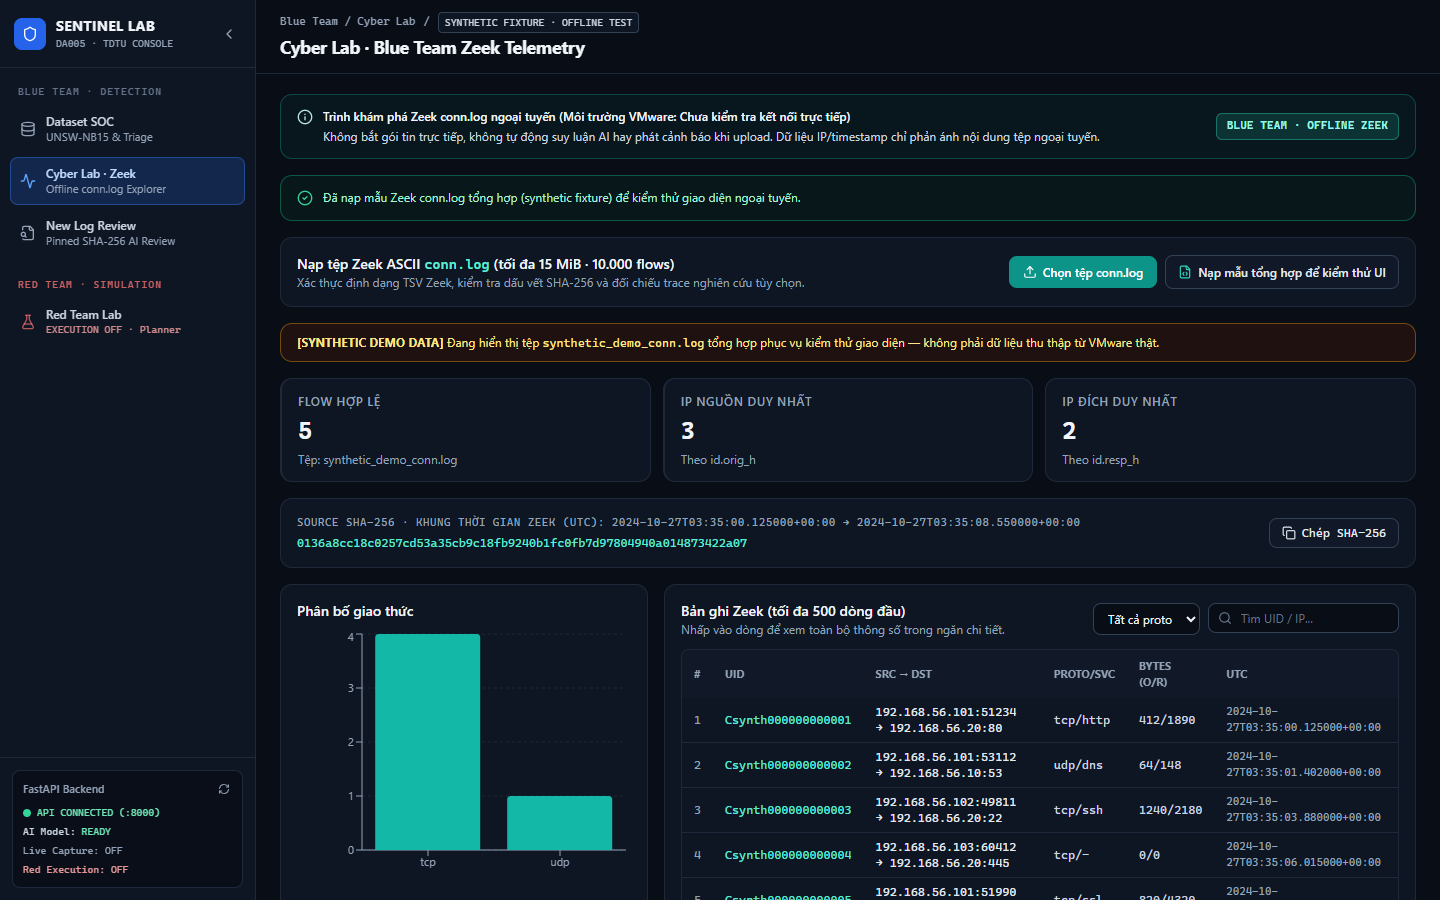 SENTINEL LAB
DA005 · TDTU CONSOLE
BLUE TEAM · DETECTION
Dataset SOC
UNSW-NB15 & Triage
Cyber Lab · Zeek
Offline conn.log Explorer
New Log Review
Pinned SHA-256 AI Review
RED TEAM · SIMULATION
Red Team Lab
EXECUTION OFF · Planner
FastAPI Backend
API CONNECTED (:8000)
AI Model: READY
Live Capture: OFF
Red Execution: OFF
Blue Team / Cyber Lab / SYNTHETIC FIXTURE · OFFLINE TEST
Cyber Lab · Blue Team Zeek Telemetry
Trình khám phá Zeek conn.log ngoại tuyến (Môi trường VMware: Chưa kiểm tra kết nối trực tiếp)
Không bắt gói tin trực tiếp, không tự động suy luận AI hay phát cảnh báo khi upload. Dữ liệu IP/timestamp chỉ phản ánh nội dung tệp ngoại tuyến.
BLUE TEAM · OFFLINE ZEEK
Đã nạp mẫu Zeek conn.log tổng hợp (synthetic fixture) để kiểm thử giao diện ngoại tuyến.
Nạp tệp Zeek ASCII conn.log (tối đa 15 MiB · 10.000 flows)
Xác thực định dạng TSV Zeek, kiểm tra dấu vết SHA-256 và đối chiếu trace nghiên cứu tùy chọn.
Chọn tệp conn.log
Nạp mẫu tổng hợp để kiểm thử UI
[SYNTHETIC DEMO DATA] Đang hiển thị tệp synthetic_demo_conn.log tổng hợp phục vụ kiểm thử giao diện — không phải dữ liệu thu thập từ VMware thật.
FLOW HỢP LỆ
5
Tệp: synthetic_demo_conn.log
IP NGUỒN DUY NHẤT
3
Theo id.orig_h
IP ĐÍCH DUY NHẤT
2
Theo id.resp_h
SOURCE SHA-256 · KHUNG THỜI GIAN ZEEK (UTC): 2024-10-27T03:35:00.125000+00:00 → 2024-10-27T03:35:08.550000+00:00
0136a8cc18c0257cd53a35cb9c18fb9240b1fc0fb7d97804940a014873422a07
Chép SHA-256
Phân bố giao thức
4
3
2
1
0
tcp udp
Bản ghi Zeek (tối đa 500 dòng đầu)
Nhấp vào dòng để xem toàn bộ thông số trong ngăn chi tiết.
Tất cả proto
Tìm UID / IP...
# UID SRC → DST PROTO/SVC BYTES (O/R) UTC
1 Csynth000000000001 192.168.56.101:51234 → 192.168.56.20:80 tcp/http 412/1890 2024-10-27T03:35:00.125000+00:00
2 Csynth000000000002 192.168.56.101:53112 → 192.168.56.10:53 udp/dns 64/148 2024-10-27T03:35:01.402000+00:00
3 Csynth000000000003 192.168.56.102:49811 → 192.168.56.20:22 tcp/ssh 1240/2180 2024-10-27T03:35:03.880000+00:00
4 Csynth000000000004 192.168.56.103:60412 → 192.168.56.20:445 tcp/- 0/0 2024-10-27T03:35:06.015000+00:00
192.168.56.101:51990 2024-10-